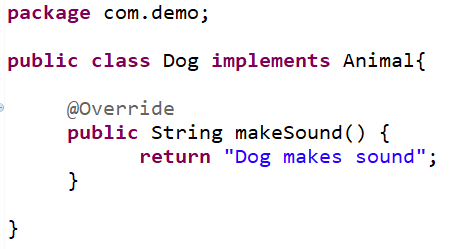 package com.demo;
public class Dog implements Animal{
@Override
public String makeSound() {
return "Dog makes sound";
}
}